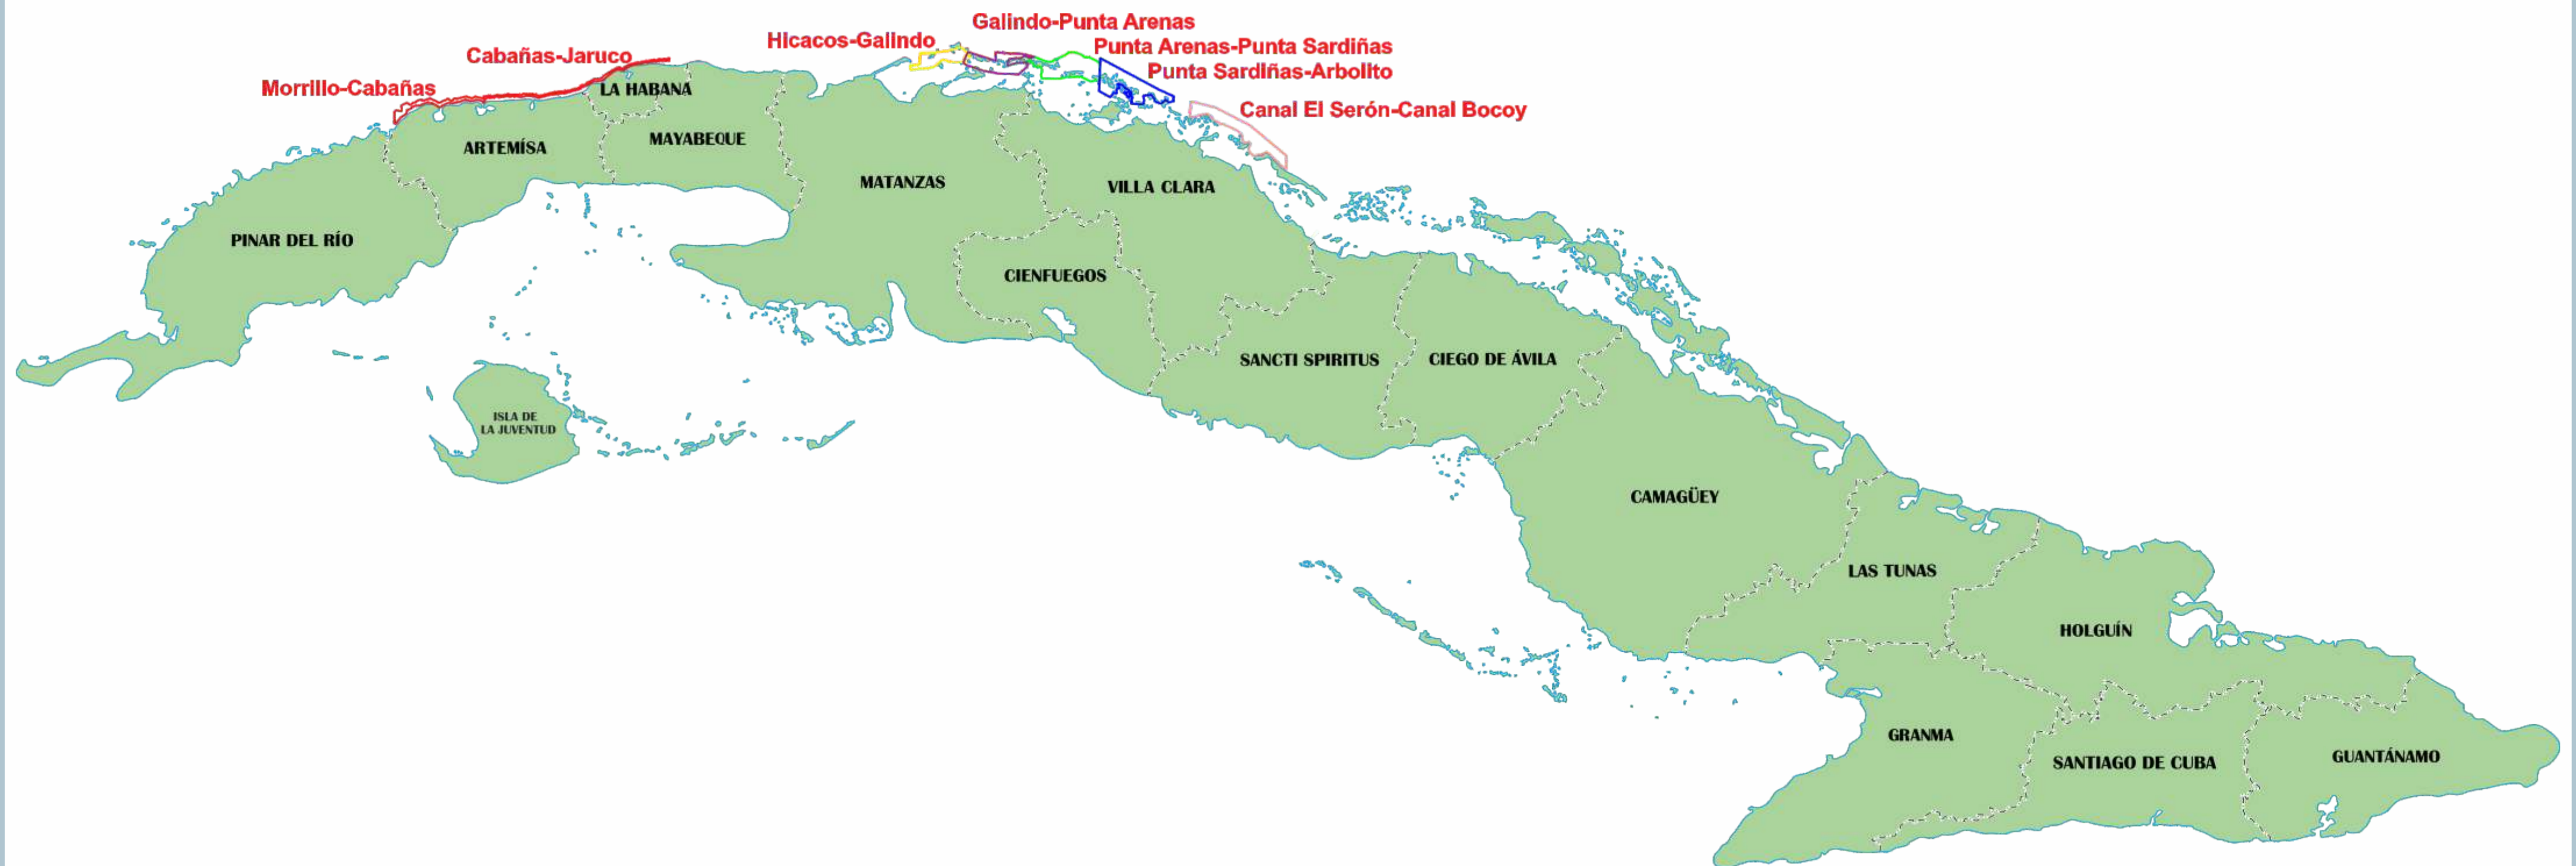 Galindo-Punta Arenas
Hicacos-Galindo
Punta Arenas-Punta Sardiñas
Cabañas-Jaruco
Punta Sardiñas-Arbolito
Morrillo-Cabañas
LA HABANA
Canal El Serón-Canal Bocoy
MAYABEQUE
ARTEMÍSA
MATANZAS
VILLA CLARA
PINAR DEL RÍO
CIENFUEGOS
SANCTI SPIRITUS
CIEGO DE ÁVILA
ISLA DE
LA JUVENTUD
CAMAGÜEY
LAS TUNAS
HOLGUÍN
GRANMA
SANTIAGO DE CUBA
GUANTÁNAMO